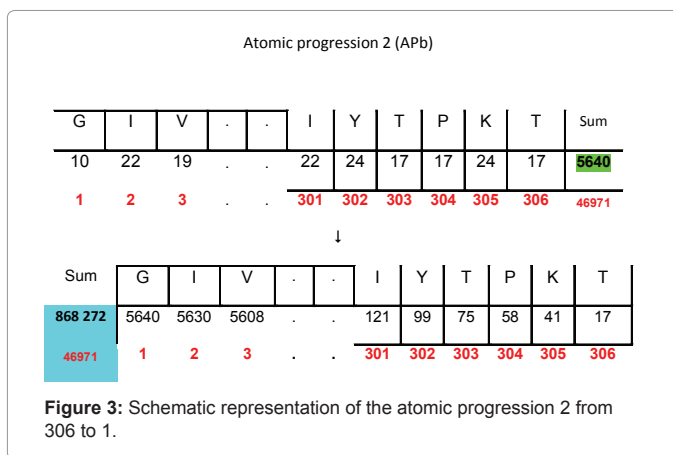 Atomic progression 2 (APb)
G I V . . I Y T P K T Sum
10 22 19 . . 22 24 17 17 24 17 5640
1 2 3 . . 301 302 303 304 305 306 46971
↓
Sum G I V . . I Y T P K T
868 272 5640 5630 5608 . . 121 99 75 58 41 17
46971 1 2 3 . . 301 302 303 304 305 306
Figure 3: Schematic representation of the atomic progression 2 from
306 to 1.